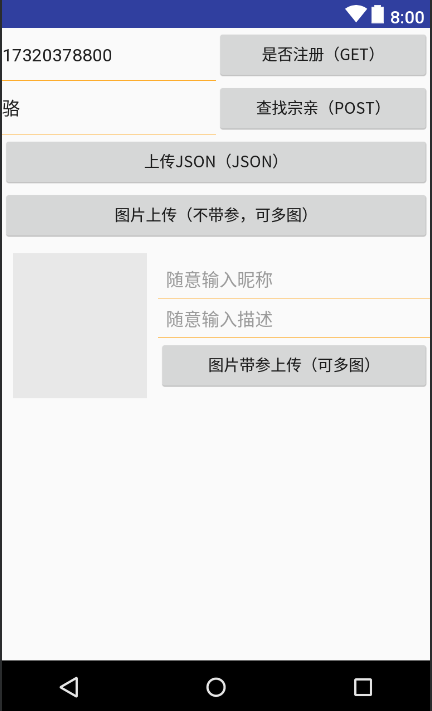 8:00
17320378800
是否注册（GET）
骆
查找宗亲（POST）
上传JSON（JSON）
图片上传（不带参，可多图）
随意输入昵称
随意输入描述
图片带参上传（可多图）